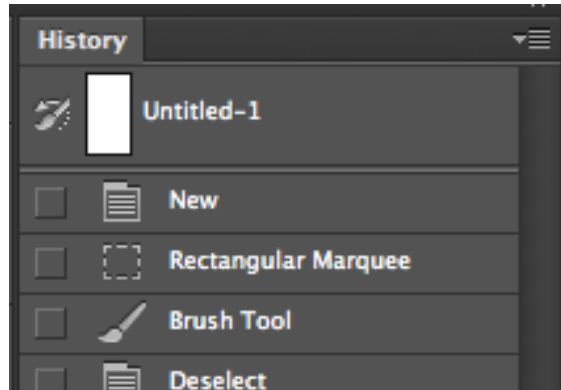 History
Untitled-1
New
Rectangular Marquee
Brush Tool
Deselect